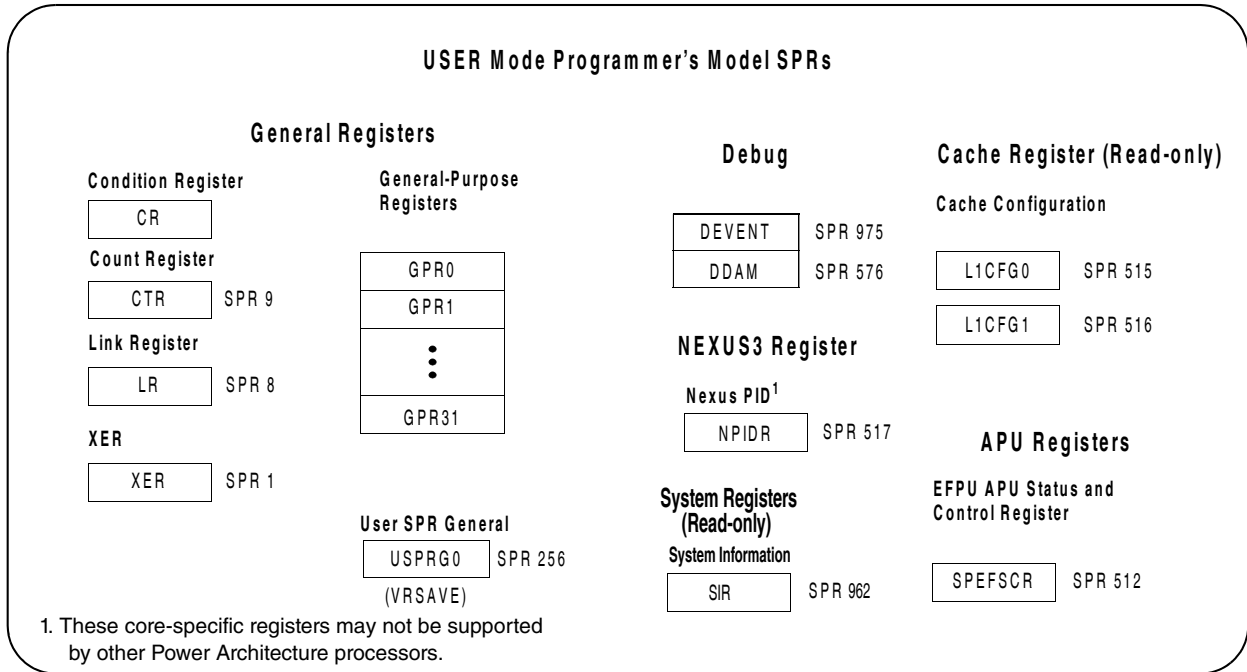 USER Mode Programmer's Model SPRs
General Registers
Condition Register
CR
Count Register
CTR SPR 9
Link Register
LR SPR 8
XER
XER SPR 1
General-Purpose
Registers
GPR0
GPR1
GPR31
User SPR General
USPRG0 SPR 256
(VRSAVE)
Debug
DEVENT SPR 975
DDAM SPR 576
NEXUS3 Register
Nexus PID1
NPIDR SPR 517
System Registers
(Read-only)
System Information
SIR SPR 962
Cache Register (Read-only)
Cache Configuration
L1CFG0 SPR 515
L1CFG1 SPR 516
APU Registers
EFPU APU Status and
Control Register
SPEFSCR SPR 512
1. These core-specific registers may not be supported
by other Power Architecture processors.